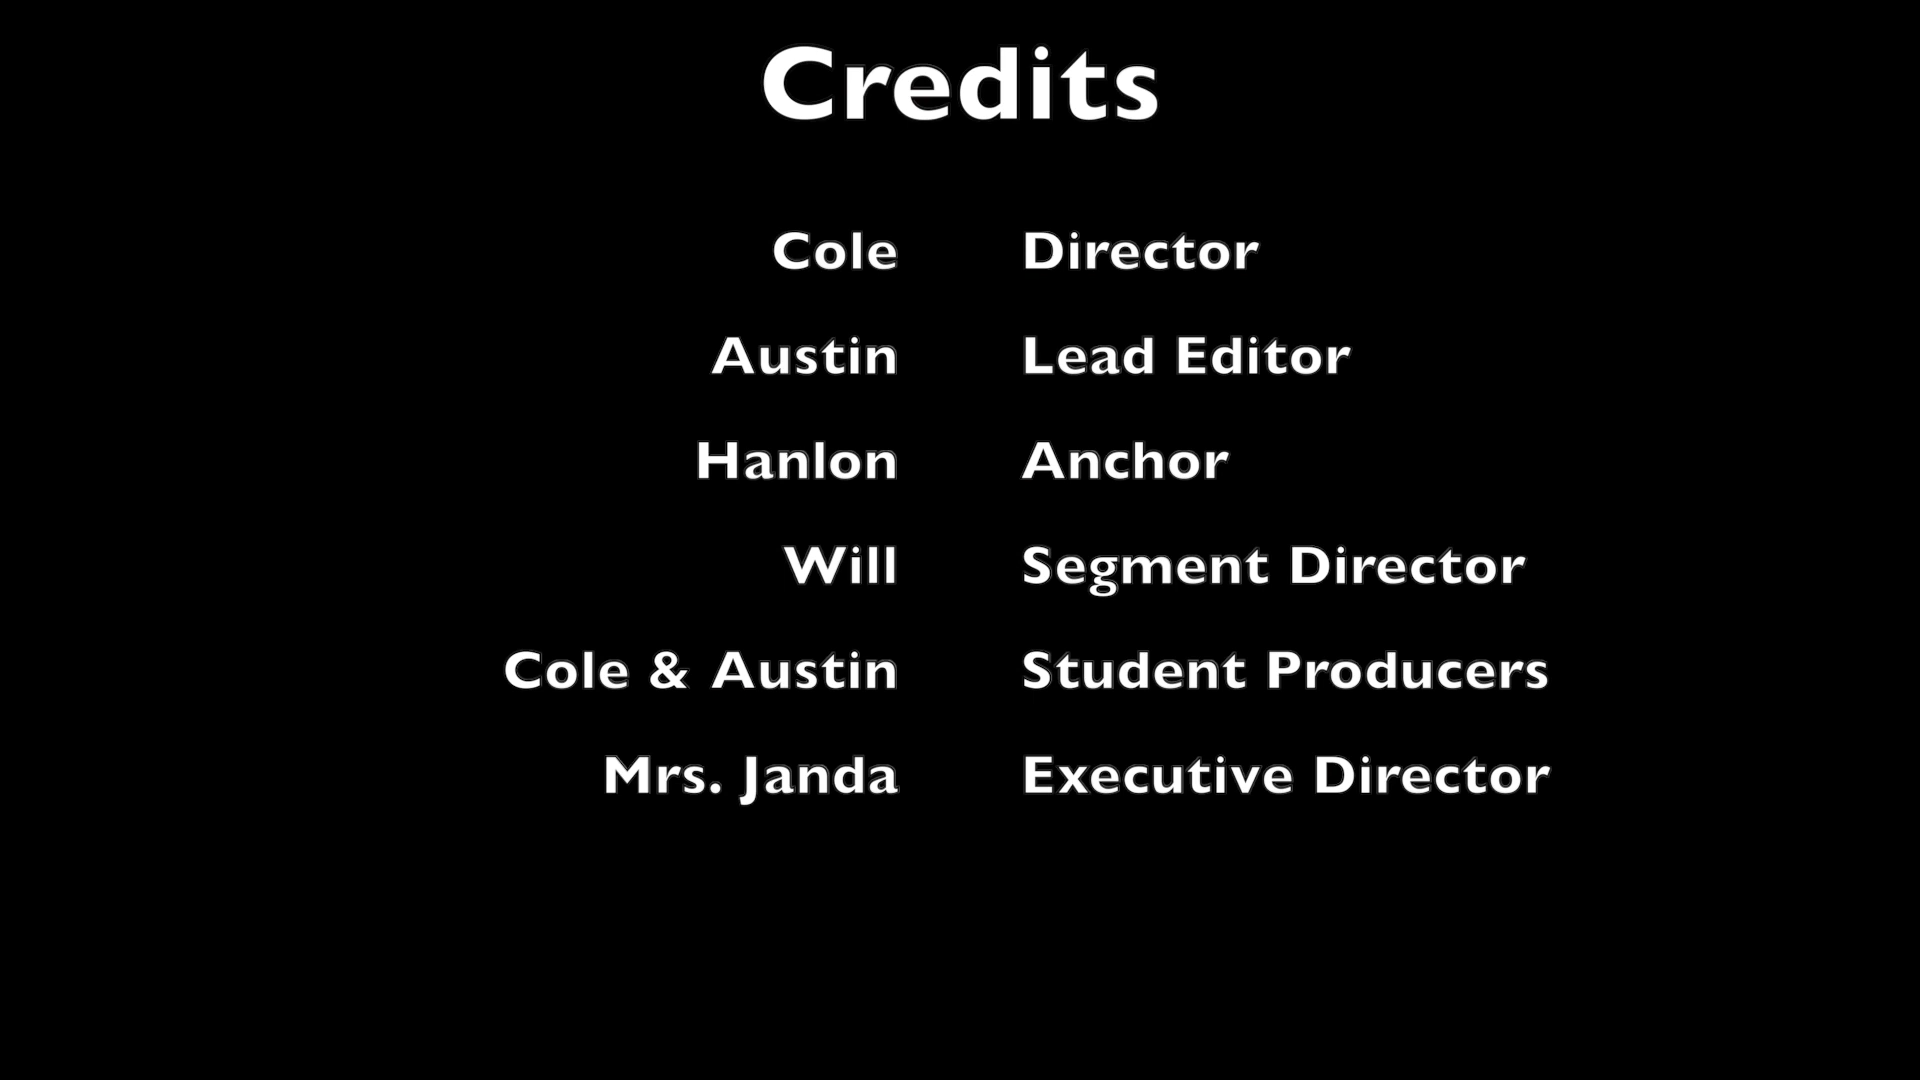 Credits
Cole Director
Austin Lead Editor
Hanlon Anchor
Will Segment Director
Cole & Austin Student Producers
Mrs. Janda Executive Director